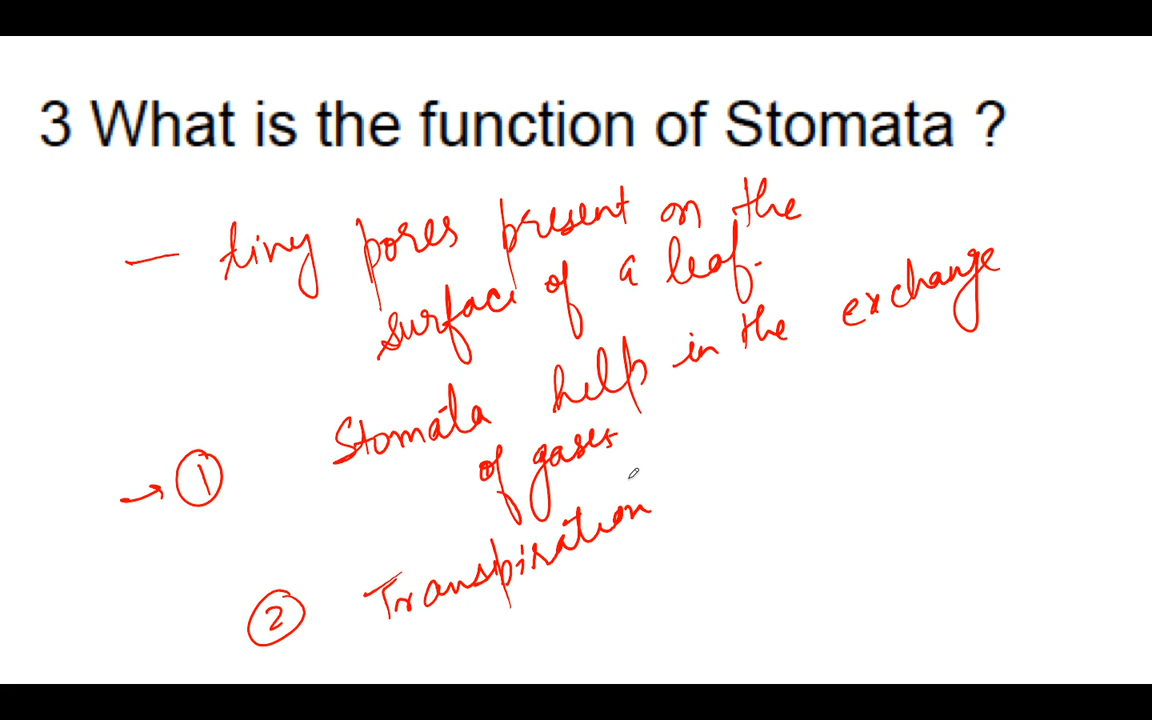 3 What is the function of Stomata ?
— tiny pores present on the
surface of a leaf.
→ ① Stomata help in the exchange
of gases
② Transpiration